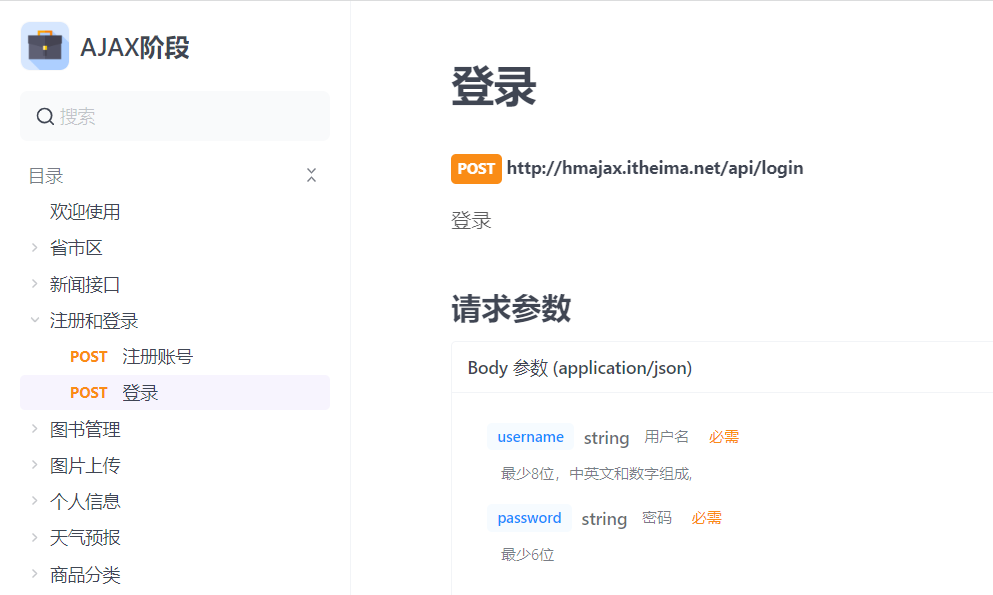 AJAX阶段
搜索
目录
欢迎使用
省市区
新闻接口
注册和登录
POST 注册账号
POST 登录
图书管理
图片上传
个人信息
天气预报
商品分类
登录
POST http://hmajax.itheima.net/api/login
登录
请求参数
Body 参数 (application/json)
username string 用户名 必需
最少8位，中英文和数字组成,
password string 密码 必需
最少6位